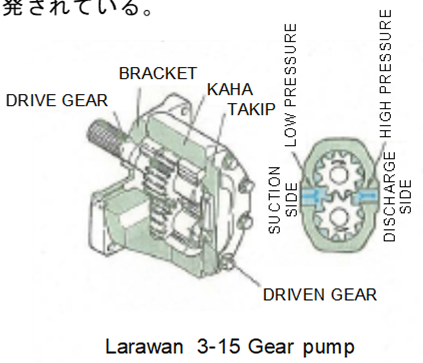 発されている。
BRACKET
DRIVE GEAR
KAHA
TAKIP
LOW PRESSURE
HIGH PRESSURE
SUCTION
SIDE
DISCHARGE
SIDE
DRIVEN GEAR
Larawan 3-15 Gear pump